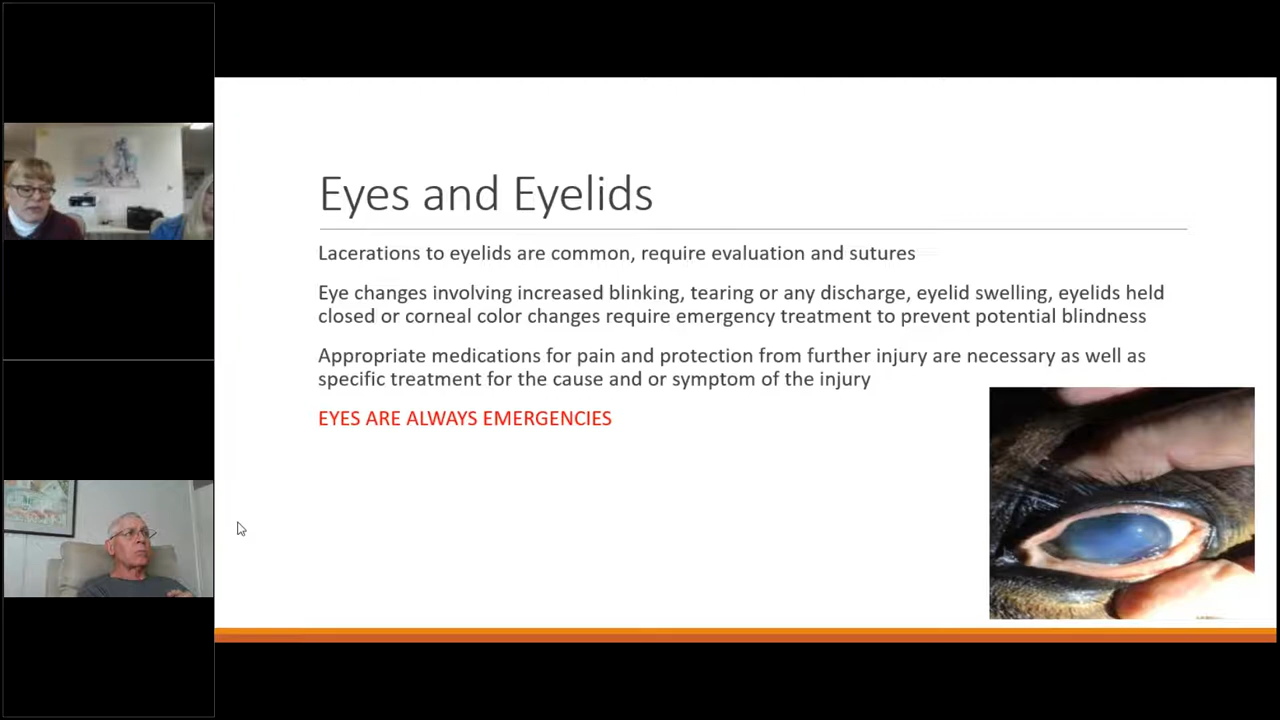 Eyes and Eyelids
Lacerations to eyelids are common, require evaluation and sutures
Eye changes involving increased blinking, tearing or any discharge, eyelid swelling, eyelids held
closed or corneal color changes require emergency treatment to prevent potential blindness
Appropriate medications for pain and protection from further injury are necessary as well as
specific treatment for the cause and or symptom of the injury
EYES ARE ALWAYS EMERGENCIES